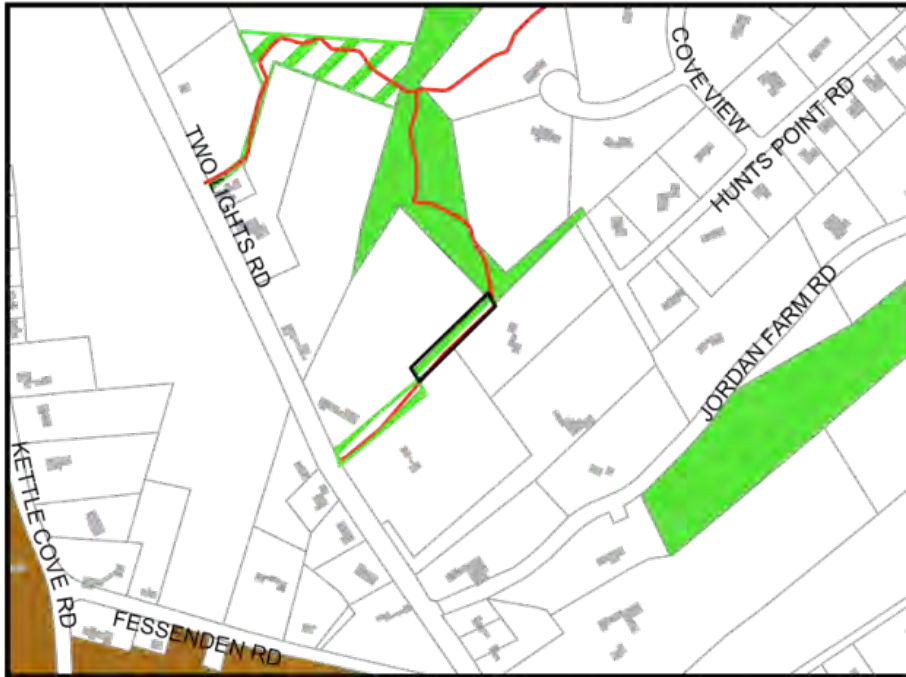 COVE VIEW
HUNTS POINT RD
TWO LIGHTS RD
JORDAN FARM RD
KETTLE COVE RD
FESSENDEN RD